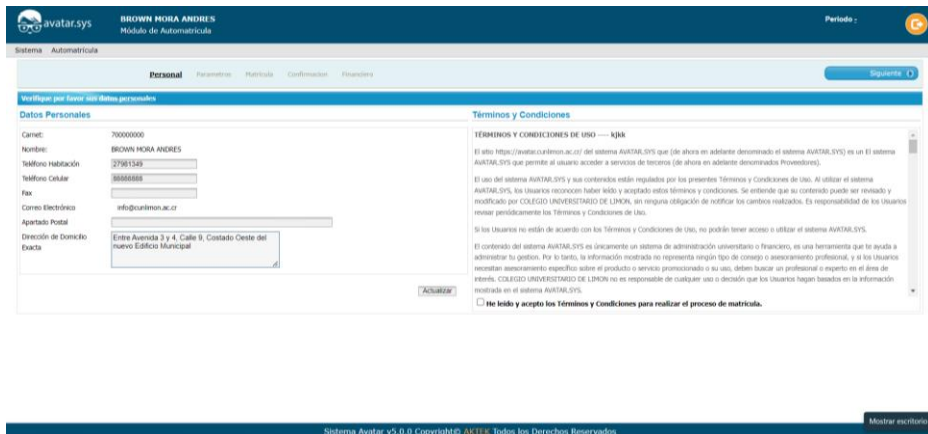 avatar.sys
BROWN MORA ANDRES
Módulo de Automatrícula
Periodo :
Sistema Automatrícula
Personal Parametros Matrícula Confirmacion Financiera
Siguiente
Verifique por favor sus datos personales
Datos Personales
Carnet: 700000000
Nombre: BROWN MORA ANDRES
Teléfono Habitación 27981349
Teléfono Celular 88888888
Fax
Correo Electrónico info@cunlimon.ac.cr
Apartado Postal
Dirección de Domicilio Exacta
Entre Avenida 3 y 4, Calle 9, Costado Oeste del
nuevo Edificio Municipal
Actualizar
Términos y Condiciones
TÉRMINOS Y CONDICIONES DE USO ---- kjkk
El sitio https://avatar.cunlimon.ac.cr/ del sistema AVATAR.SYS que (de ahora en adelante denominado el sistema AVATAR.SYS) es un El sistema
AVATAR.SYS que permite al usuario acceder a servicios de terceros (de ahora en adelante denominados Proveedores).
El uso del sistema AVATAR.SYS y sus contenidos están regulados por los presentes Términos y Condiciones de Uso. Al utilizar el sistema
AVATAR.SYS, los Usuarios reconocen haber leído y aceptado estos términos y condiciones. Se entiende que su contenido puede ser revisado y
modificado por COLEGIO UNIVERSITARIO DE LIMON, sin ninguna obligación de notificar los cambios realizados. Es responsabilidad de los Usuarios
revisar periódicamente los Términos y Condiciones de Uso.
Si los Usuarios no están de acuerdo con los Términos y Condiciones de Uso, no podrán tener acceso o utilizar el sistema AVATAR.SYS.
El contenido del sistema AVATAR.SYS es únicamente un sistema de administración universitario o financiero, es una herramienta que te ayuda a
administrar tu gestion. Por lo tanto, la información mostrada no representa ningún tipo de consejo o asesoramiento profesional, y si los Usuarios
necesitan asesoramiento específico sobre el producto o servicio promocionado o su uso, deben buscar un profesional o experto en el área de
interés. COLEGIO UNIVERSITARIO DE LIMON no es responsable de cualquier uso o decisión que los Usuarios hagan basados en la información
mostrada en el sistema AVATAR.SYS.
He leído y acepto los Términos y Condiciones para realizar el proceso de matrícula.
Mostrar escritorio
Sistema Avatar v5.0.0 Copyright© AKTEK Todos los Derechos Reservados